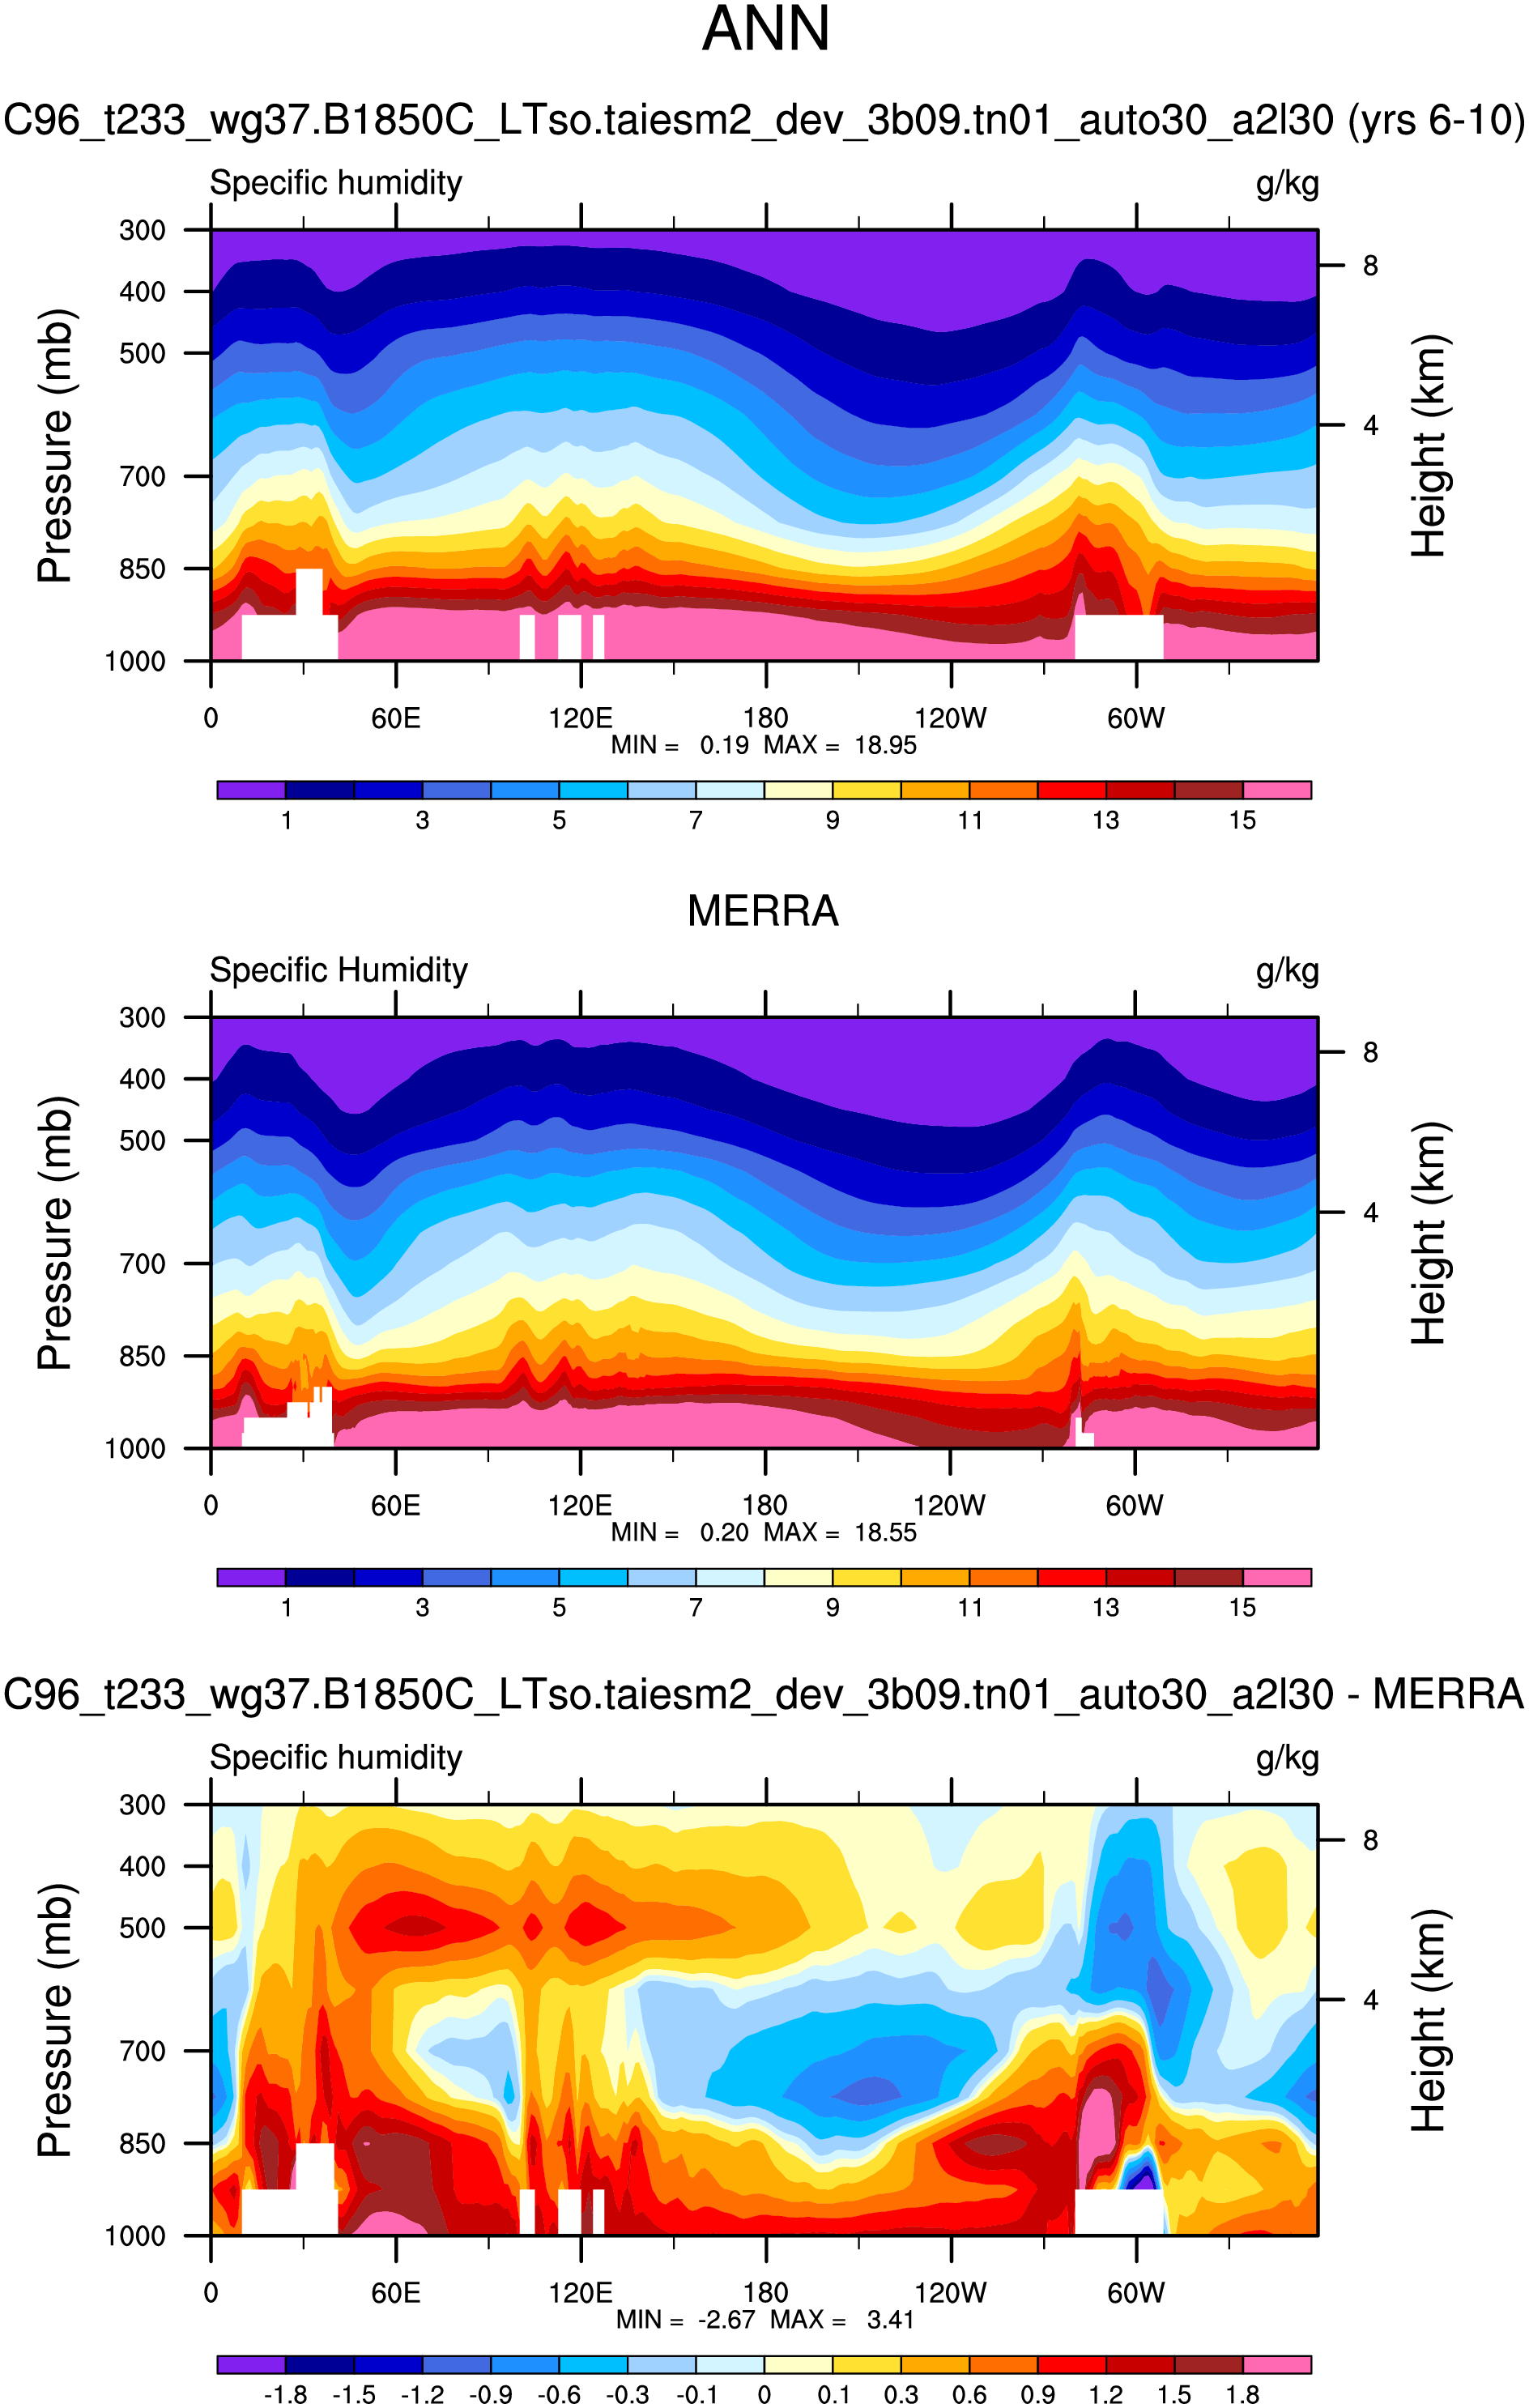 ANN
C96_t233_wg37.B1850C_LTso.taiesm2_dev_3b09.tn01_auto30_a2l30 (yrs 6-10)
Specific humidity g/kg
Pressure (mb)
300
400
500
700
850
1000
8
4
Height (km)
0 60E 120E 180 120W 60W
MIN = 0.19 MAX = 18.95
1 3 5 7 9 11 13 15
MERRA
Specific Humidity g/kg
Pressure (mb)
300
400
500
700
850
1000
8
4
Height (km)
0 60E 120E 180 120W 60W
MIN = 0.20 MAX = 18.55
1 3 5 7 9 11 13 15
C96_t233_wg37.B1850C_LTso.taiesm2_dev_3b09.tn01_auto30_a2l30 - MERRA
Specific humidity g/kg
Pressure (mb)
300
400
500
700
850
1000
8
4
Height (km)
0 60E 120E 180 120W 60W
MIN = -2.67 MAX = 3.41
-1.8 -1.5 -1.2 -0.9 -0.6 -0.3 -0.1 0 0.1 0.3 0.6 0.9 1.2 1.5 1.8